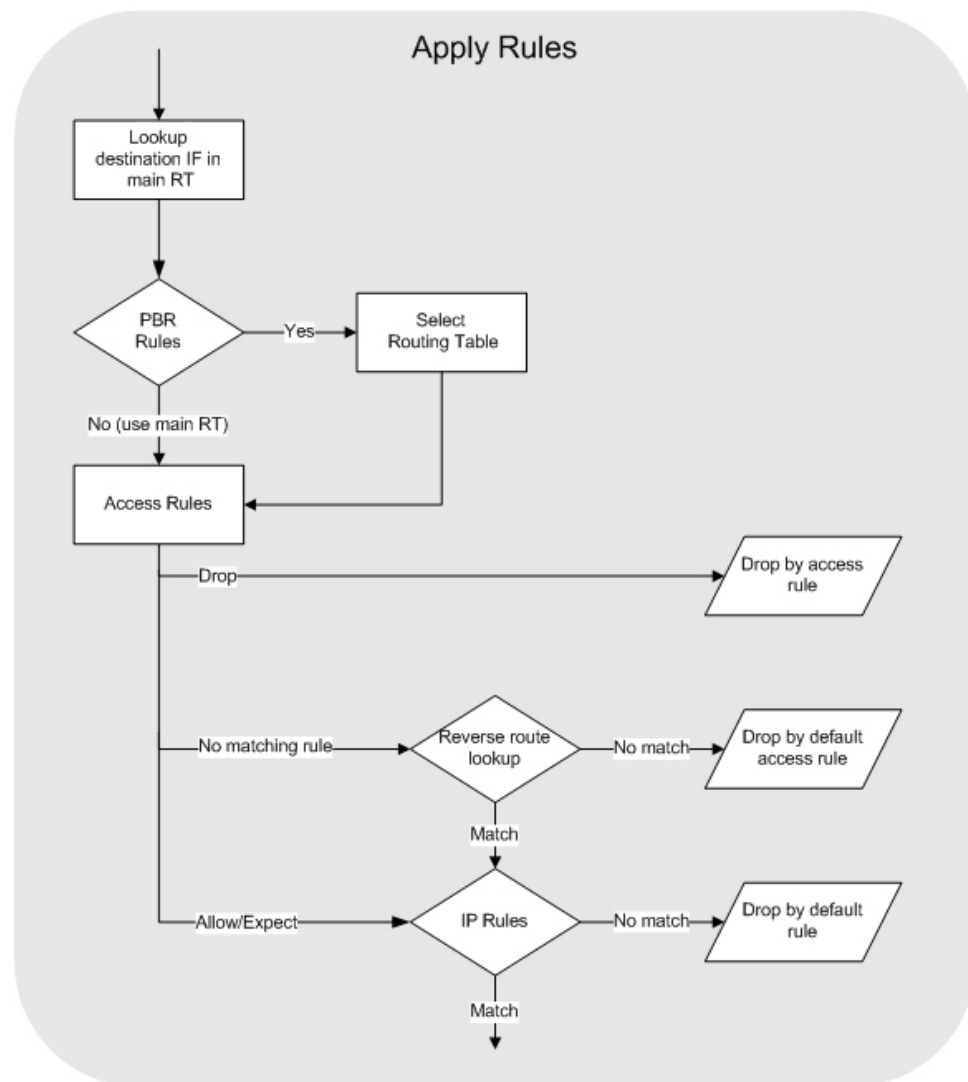 Apply Rules
Lookup
destination IF in
main RT
PBR
Rules
Yes
Select
Routing Table
No (use main RT)
Access Rules
Drop
Drop by access
rule
No matching rule
Reverse route
lookup
No match
Drop by default
access rule
Match
Allow/Expect
IP Rules
No match
Drop by default
rule
Match